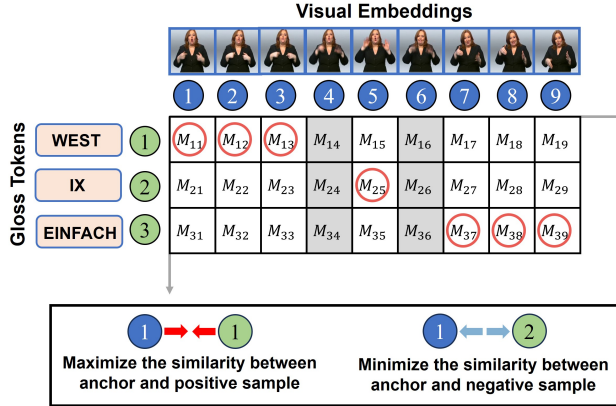 Visual Embeddings
1 2 3 4 5 6 7 8 9
Gloss Tokens
WEST 1 M11 M12 M13 M14 M15 M16 M17 M18 M19
IX 2 M21 M22 M23 M24 M25 M26 M27 M28 M29
EINFACH 3 M31 M32 M33 M34 M35 M36 M37 M38 M39
1 1
Maximize the similarity between
anchor and positive sample
1 2
Minimize the similarity between
anchor and negative sample